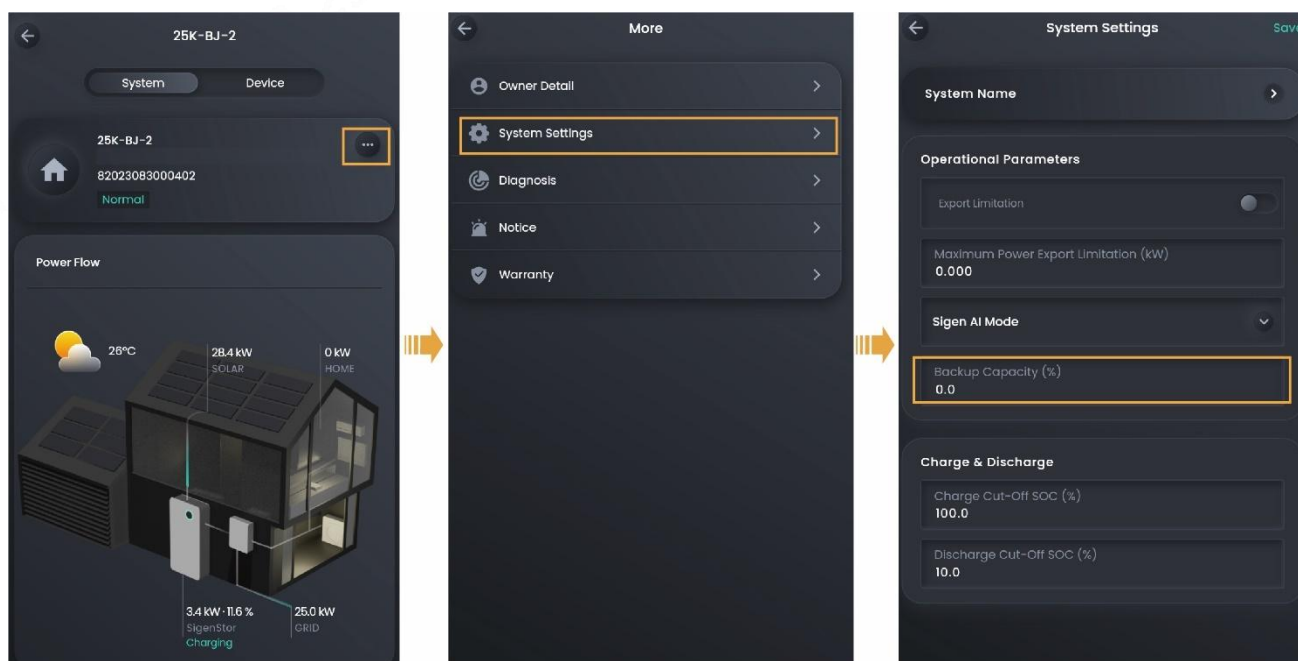 25K-BJ-2
System
Device
25K-BJ-2
82023083000402
Normal
Power Flow
26°C
28.4 kW
SOLAR
0 kW
HOME
3.4 kW · 11.6 %
SigenStor
Charging
25.0 kW
GRID
More
Owner Detail
System Settings
Diagnosis
Notice
Warranty
System Settings
Save
System Name
Operational Parameters
Export Limitation
Maximum Power Export Limitation (kW)
0.000
Sigen AI Mode
Backup Capacity (%)
0.0
Charge & Discharge
Charge Cut-Off SOC (%)
100.0
Discharge Cut-Off SOC (%)
10.0